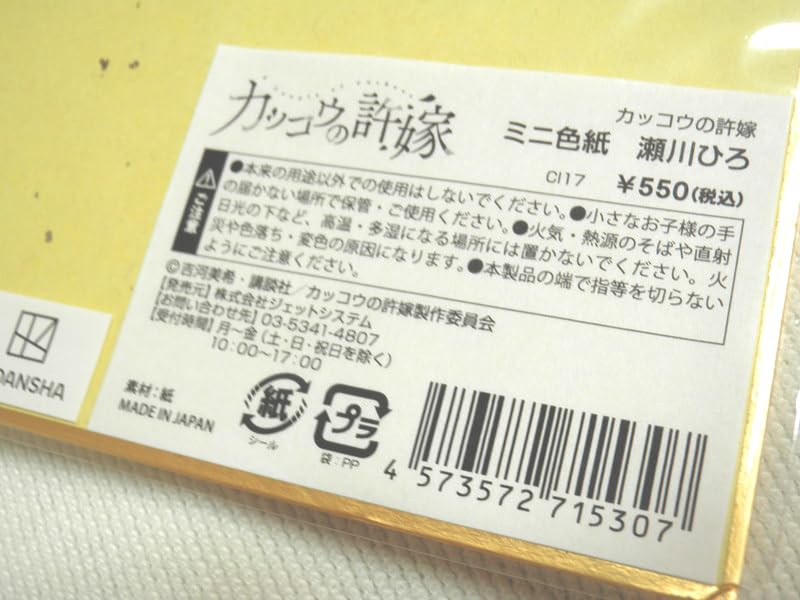 カッコウの許嫁
カッコウの許嫁
ミニ色紙 瀬川ひろ
CI17 ¥550(税込)
⚠ご注意
●本来の用途以外での使用はしないでください。●小さなお子様の手
の届かない場所で保管・ご使用ください。●火気・熱源のそばや直射
日光の下など、高温・多湿になる場所には置かないでください。火
災や色落ち・変色の原因になります。●本製品の端で指等を切らない
ようにご注意ください。
©吉河美希・講談社/カッコウの許嫁製作委員会
[発売元]株式会社ジェットシステム
[お問い合わせ先]03-5341-4807
[受付時間]月〜金(土・日・祝日を除く)
10:00〜17:00
素材:紙
MADE IN JAPAN
紙
シール
プラ
袋:PP
4 573572 715307
DANSHA